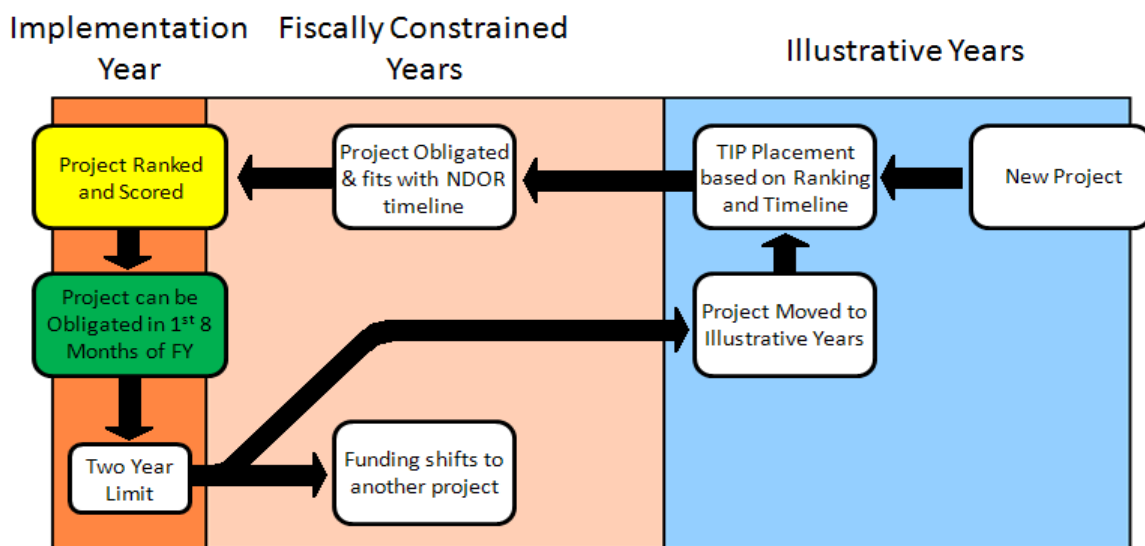 Implementation
Year
Fiscally Constrained
Years
Illustrative Years
Project Ranked
and Scored
Project Obligated
& fits with NDOR
timeline
TIP Placement
based on Ranking
and Timeline
New Project
Project can be
Obligated in 1st 8
Months of FY
Project Moved to
Illustrative Years
Two Year
Limit
Funding shifts to
another project